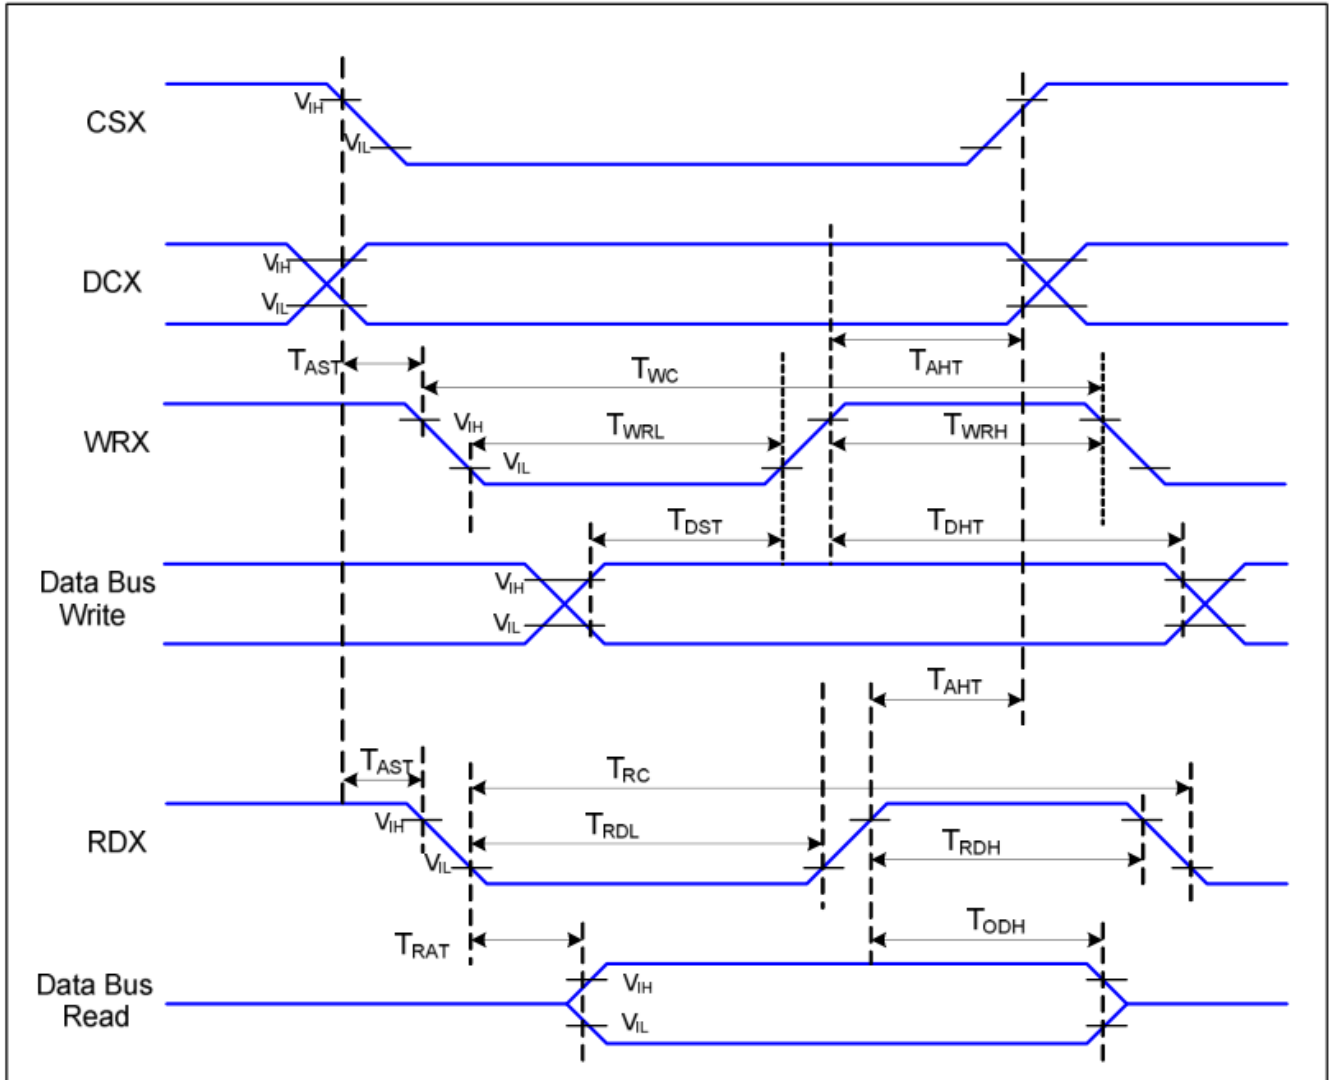 CSX
VIH
VIL
DCX
VIH
VIL
TAST
TWC
TAHT
WRX
VIH
VIL
TWRL
TWRH
TDST
TDHT
Data Bus
Write
VIH
VIL
TAHT
TAST
TRC
RDX
VIH
VIL
TRDL
TRDH
TRAT
TODH
Data Bus
Read
VIH
VIL